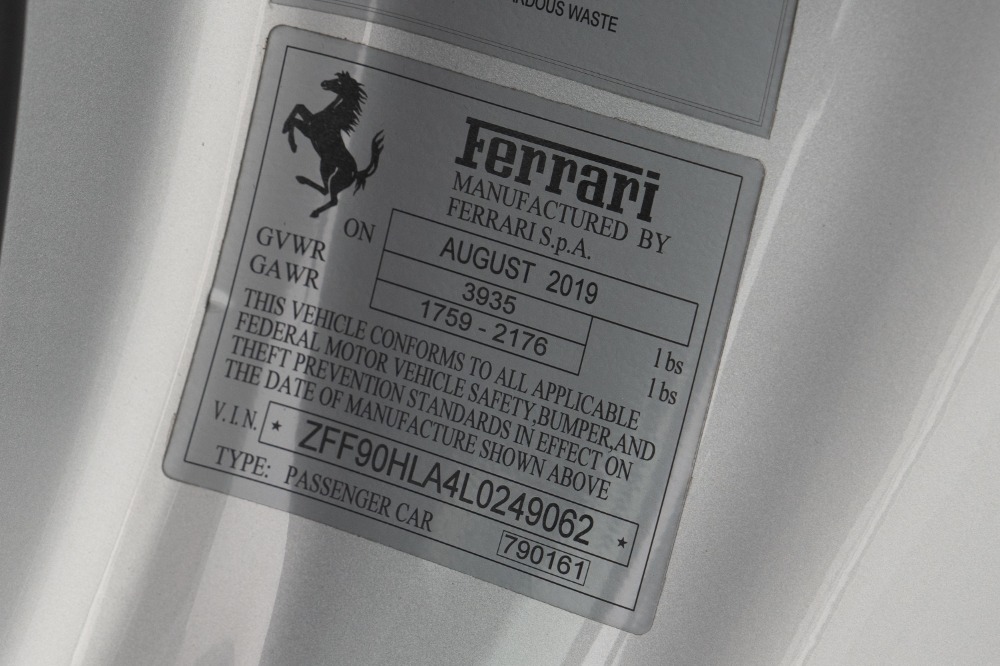 WASTE
Ferrari
MANUFACTURED BY
FERRARI S.p.A.
ON AUGUST 2019
GVWR 3935 lbs
GAWR 1759 - 2176 lbs
THIS VEHICLE CONFORMS TO ALL APPLICABLE
FEDERAL MOTOR VEHICLE SAFETY,BUMPER,AND
THEFT PREVENTION STANDARDS IN EFFECT ON
THE DATE OF MANUFACTURE SHOWN ABOVE
V.I.N. * ZFF90HLA4L0249062 *
TYPE: PASSENGER CAR
790161